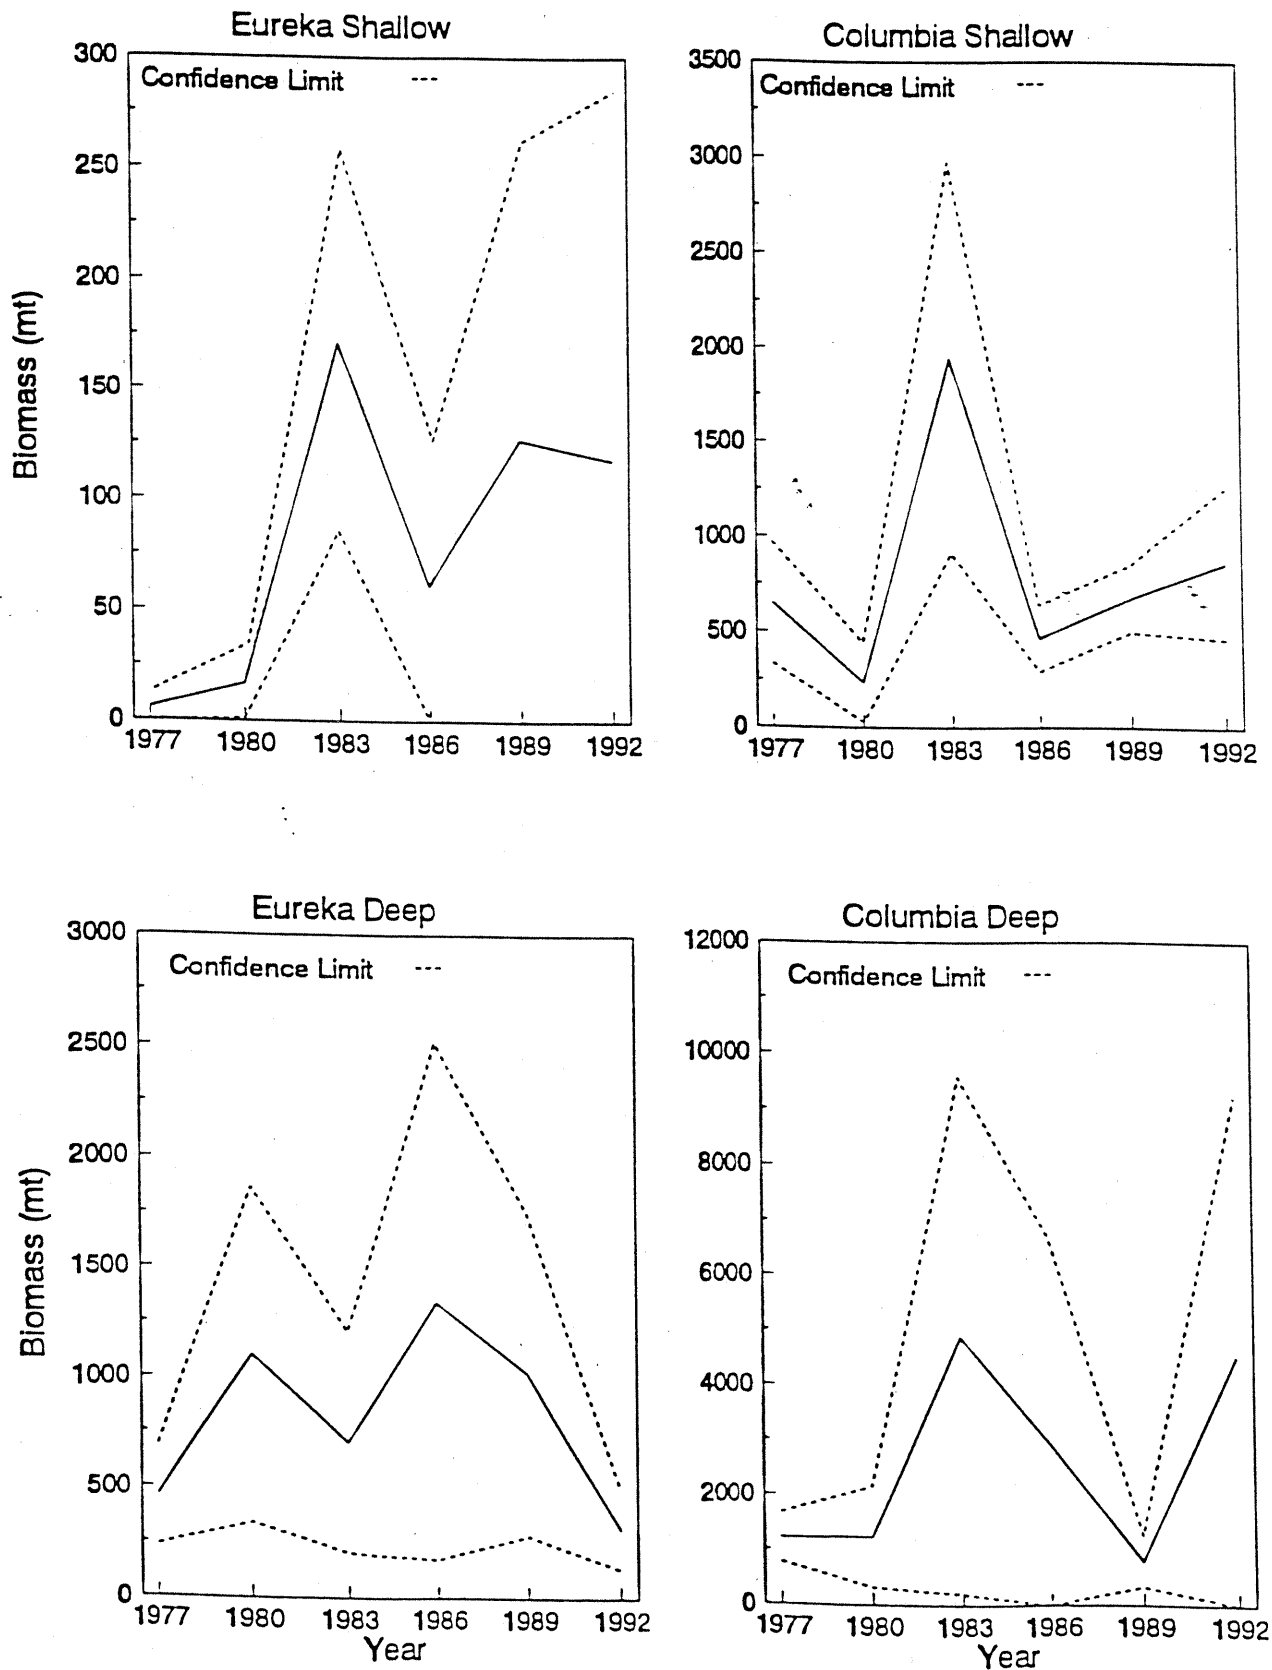 Eureka Shallow
Confidence Limit ---
Biomass (mt)
300
250
200
150
100
50
0
1977 1980 1983 1986 1989 1992
Columbia Shallow
Confidence Limit ---
3500
3000
2500
2000
1500
1000
500
0
1977 1980 1983 1986 1989 1992
Eureka Deep
Confidence Limit ---
Biomass (mt)
3000
2500
2000
1500
1000
500
0
1977 1980 1983 1986 1989 1992
Year
Columbia Deep
Confidence Limit ---
12000
10000
8000
6000
4000
2000
0
1977 1980 1983 1986 1989 1992
Year